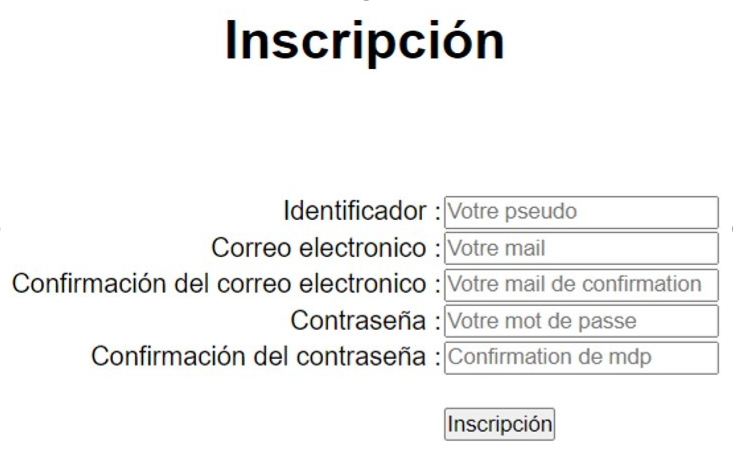 Inscripción
Identificador : Votre pseudo
Correo electronico : Votre mail
Confirmación del correo electronico : Votre mail de confirmation
Contraseña : Votre mot de passe
Confirmación del contraseña : Confirmation de mdp
Inscripción